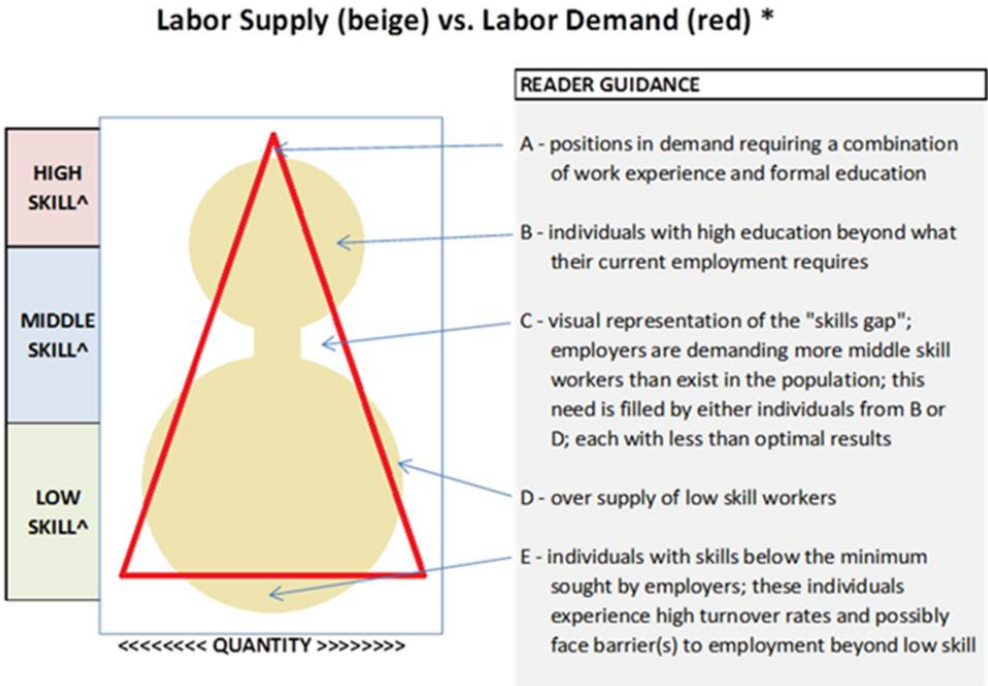 Labor Supply (beige) vs. Labor Demand (red) *
READER GUIDANCE
HIGH
SKILL^
MIDDLE
SKILL^
LOW
SKILL^
A - positions in demand requiring a combination
of work experience and formal education
B - individuals with high education beyond what
their current employment requires
C - visual representation of the "skills gap";
employers are demanding more middle skill
workers than exist in the population; this
need is filled by either individuals from B or
D; each with less than optimal results
D - over supply of low skill workers
E - individuals with skills below the minimum
sought by employers; these individuals
experience high turnover rates and possibly
face barrier(s) to employment beyond low skill
<<<<<<<< QUANTITY >>>>>>>>